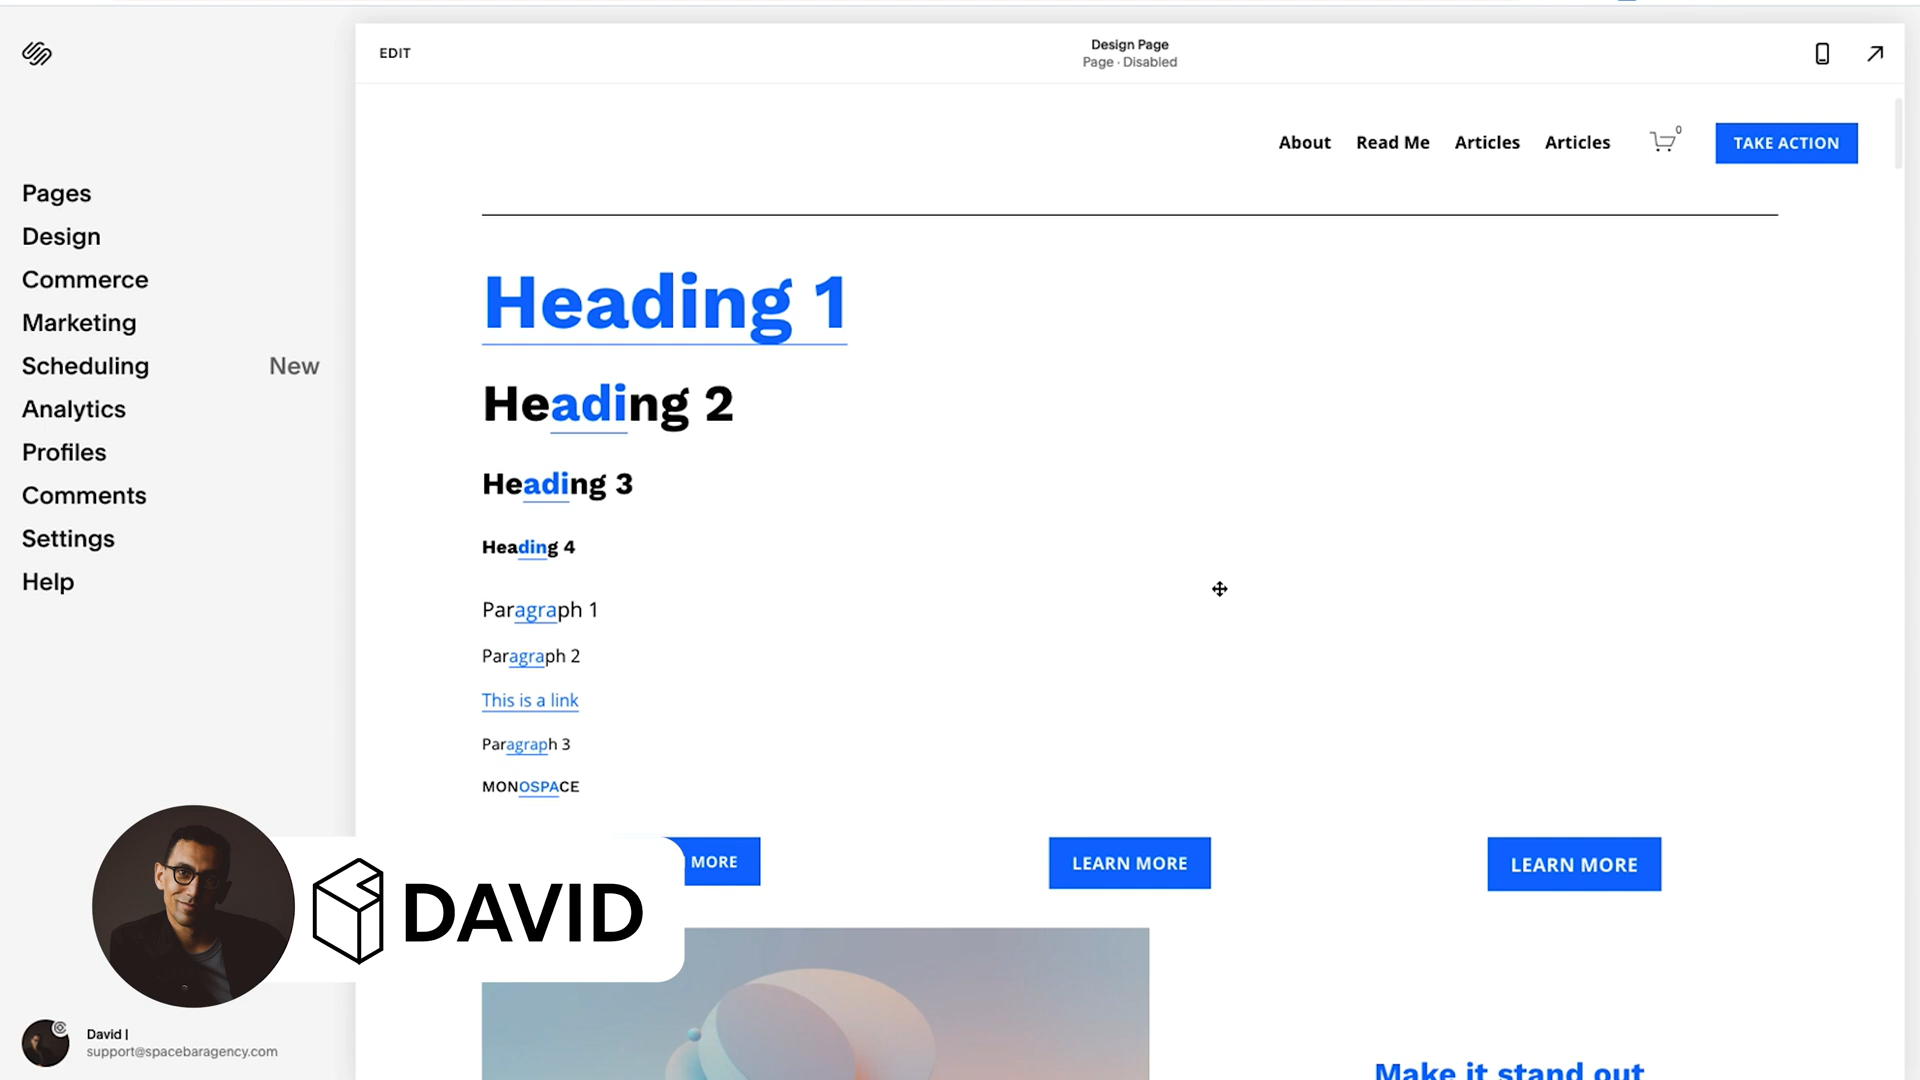 EDIT
Design Page
Page · Disabled
About Read Me Articles Articles 0 TAKE ACTION
Pages
Design
Commerce
Marketing
Scheduling New
Analytics
Profiles
Comments
Settings
Help
Heading 1
Heading 2
Heading 3
Heading 4
Paragraph 1
Paragraph 2
This is a link
Paragraph 3
MONOSPACE
MORE
LEARN MORE
LEARN MORE
DAVID
Make it stand out
David |
support@spacebaragency.com